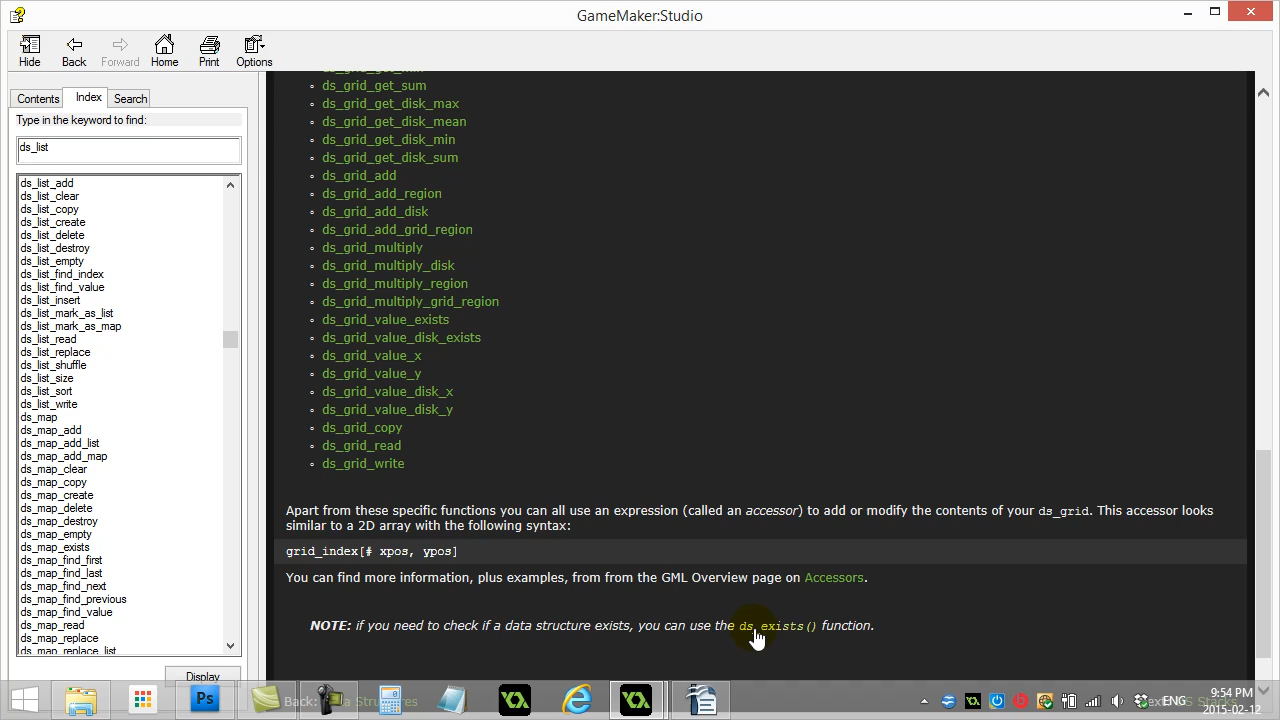 GameMaker:Studio
Hide
Back
Forward
Home
Print
Options
Contents
Index
Search
Type in the keyword to find:
ds_list
ds_list_add
ds_list_clear
ds_list_copy
ds_list_create
ds_list_delete
ds_list_destroy
ds_list_empty
ds_list_find_index
ds_list_find_value
ds_list_insert
ds_list_mark_as_list
ds_list_mark_as_map
ds_list_read
ds_list_replace
ds_list_shuffle
ds_list_size
ds_list_sort
ds_list_write
ds_map
ds_map_add
ds_map_add_list
ds_map_add_map
ds_map_clear
ds_map_copy
ds_map_create
ds_map_delete
ds_map_destroy
ds_map_empty
ds_map_exists
ds_map_find_first
ds_map_find_last
ds_map_find_next
ds_map_find_previous
ds_map_find_value
ds_map_read
ds_map_replace
ds_map_replace_list
Display
ds_grid_get_sum
ds_grid_get_disk_max
ds_grid_get_disk_mean
ds_grid_get_disk_min
ds_grid_get_disk_sum
ds_grid_add
ds_grid_add_region
ds_grid_add_disk
ds_grid_add_grid_region
ds_grid_multiply
ds_grid_multiply_disk
ds_grid_multiply_region
ds_grid_multiply_grid_region
ds_grid_value_exists
ds_grid_value_disk_exists
ds_grid_value_x
ds_grid_value_y
ds_grid_value_disk_x
ds_grid_value_disk_y
ds_grid_copy
ds_grid_read
ds_grid_write
Apart from these specific functions you can all use an expression (called an accessor) to add or modify the contents of your ds_grid. This accessor looks
similar to a 2D array with the following syntax:
grid_index[# xpos, ypos]
You can find more information, plus examples, from from the GML Overview page on Accessors.
NOTE: if you need to check if a data structure exists, you can use the ds_exists() function.
Back: Structures
Ps
ENG
9:54 PM
2015-02-12